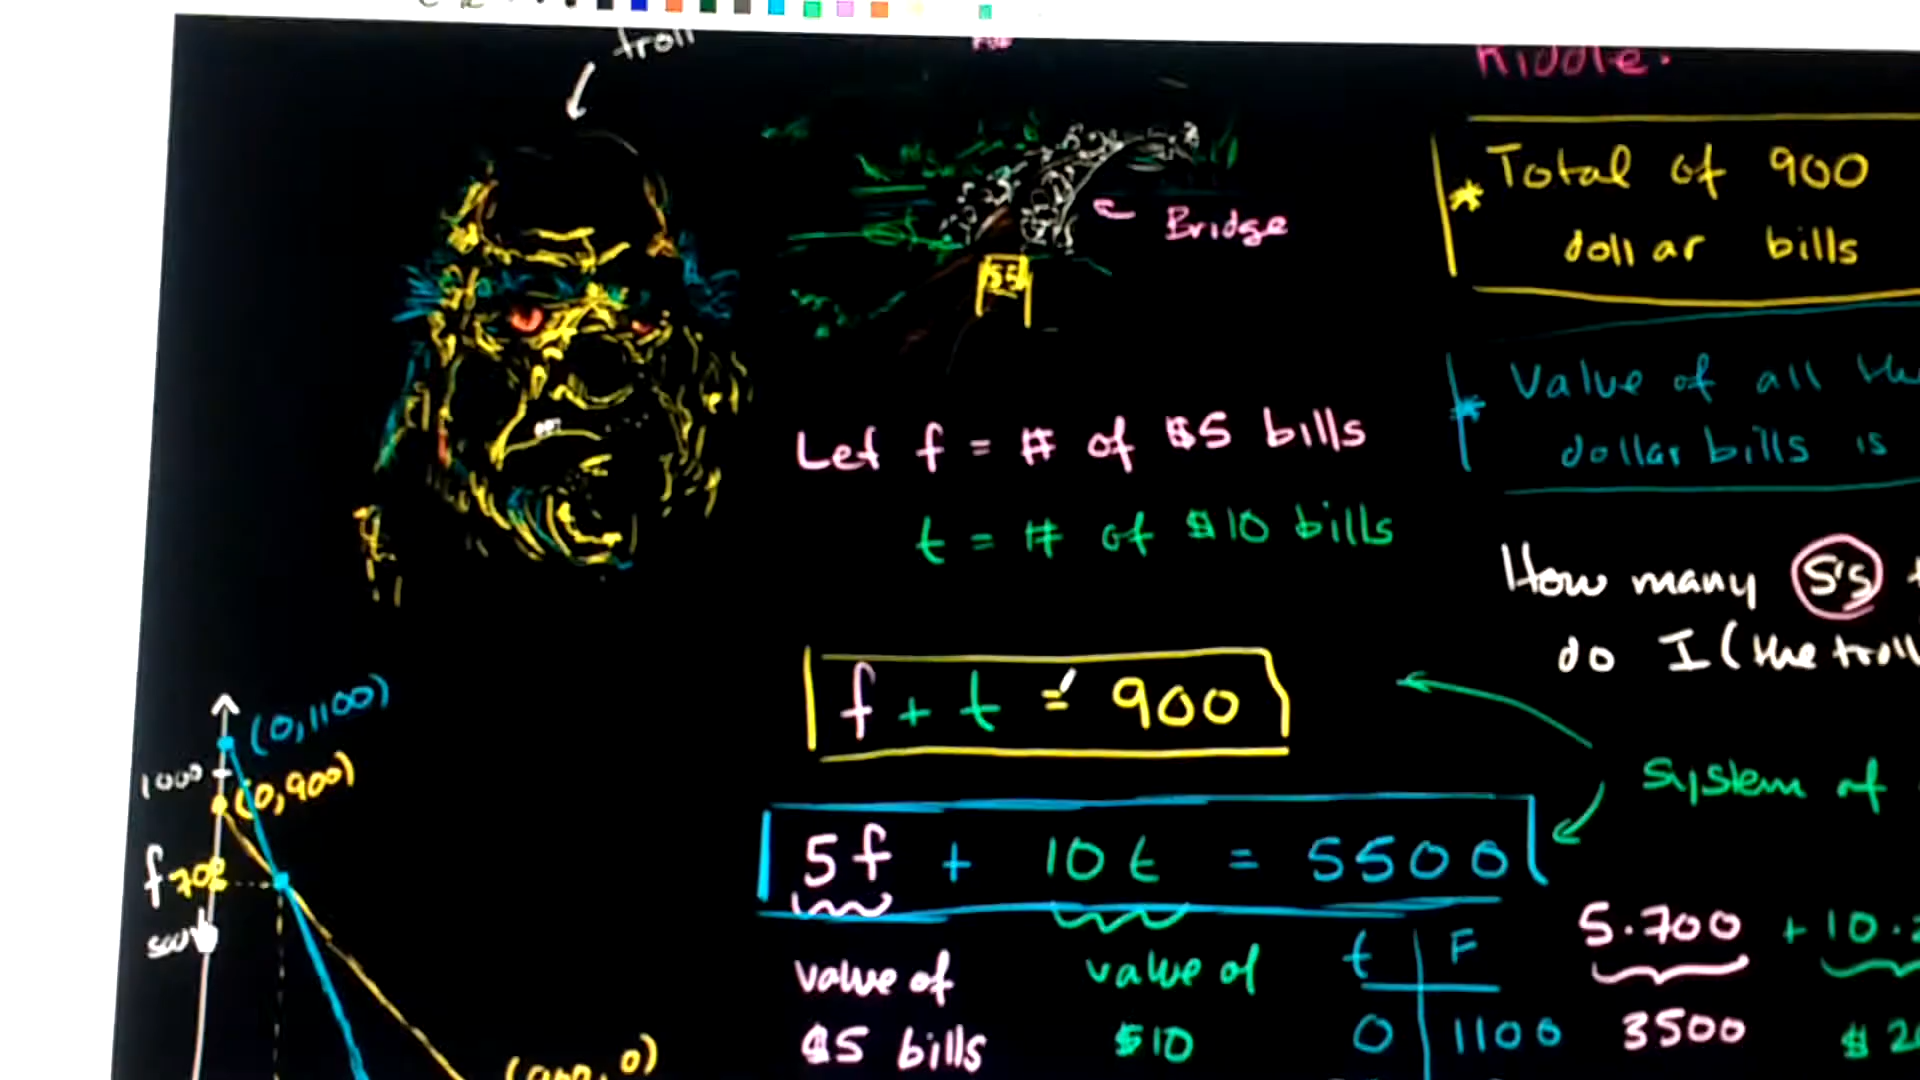 troll
Riddle.
Bridge
Total of 900
dollar bills
Value of all the
dollar bills is
Let f = # of $5 bills
t = # of $10 bills
How many 5's
do I (the troll
f + t = 900
System of
5f + 10t = 5500
value of
$5 bills
value of
$10
t F
0 1100
5·700 + 10·
3500
(0,1100)
1000
(0,900)
f 700
500